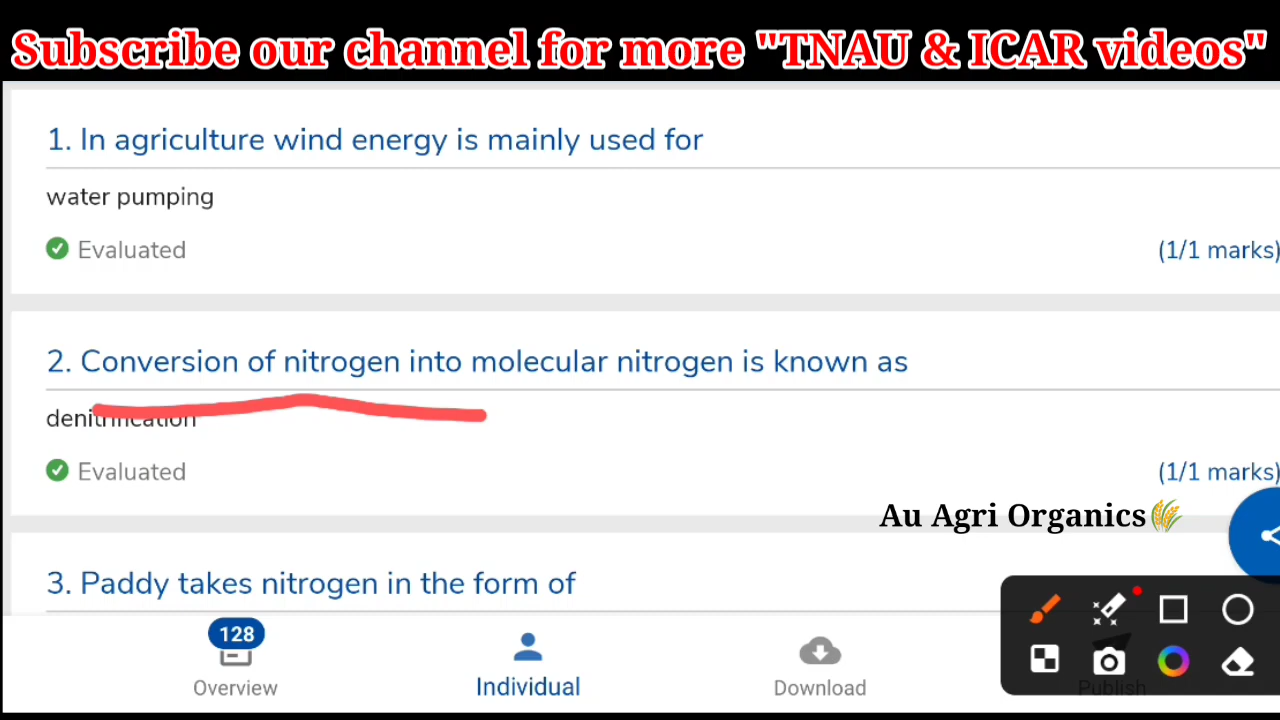 Subscribe our channel for more "TNAU & ICAR videos"
1. In agriculture wind energy is mainly used for
water pumping
Evaluated
(1/1 marks)
2. Conversion of nitrogen into molecular nitrogen is known as
denitrification
Evaluated
(1/1 marks)
Au Agri Organics
3. Paddy takes nitrogen in the form of
128
Overview
Individual
Download
Publish